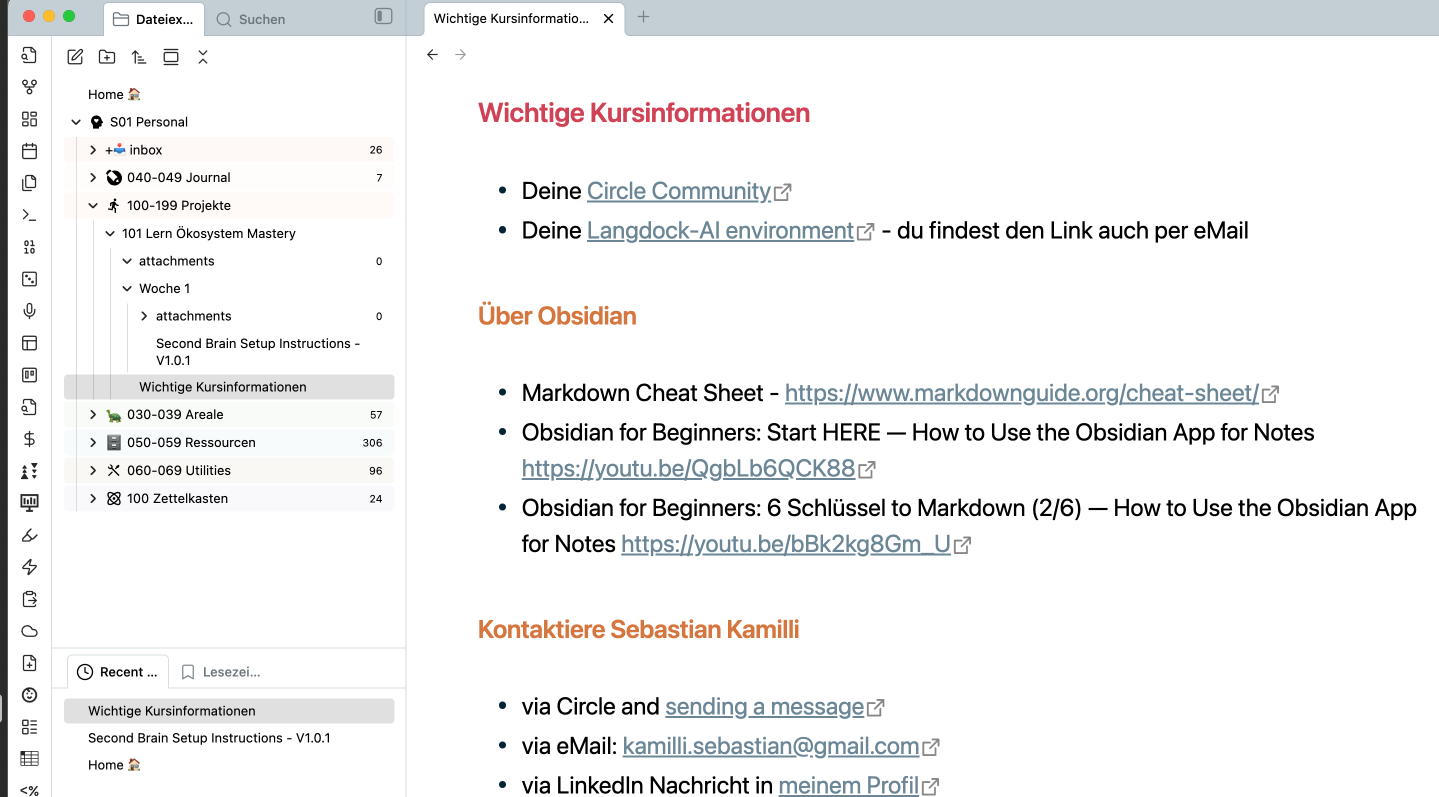 Dateiex...
Suchen
Wichtige Kursinformatio...
Home
S01 Personal
+ inbox
26
040-049 Journal
7
100-199 Projekte
101 Lern Ökosystem Mastery
attachments
0
Woche 1
attachments
0
Second Brain Setup Instructions -
V1.0.1
Wichtige Kursinformationen
030-039 Areale
57
050-059 Ressourcen
306
060-069 Utilities
96
100 Zettelkasten
24
Recent ...
Lesezei...
Wichtige Kursinformationen
Second Brain Setup Instructions - V1.0.1
Home
Wichtige Kursinformationen
• Deine Circle Community
• Deine Langdock-AI environment - du findest den Link auch per eMail
Über Obsidian
• Markdown Cheat Sheet - https://www.markdownguide.org/cheat-sheet/
• Obsidian for Beginners: Start HERE — How to Use the Obsidian App for Notes
https://youtu.be/QgbLb6QCK88
• Obsidian for Beginners: 6 Schlüssel to Markdown (2/6) — How to Use the Obsidian App
for Notes https://youtu.be/bBk2kg8Gm_U
Kontaktiere Sebastian Kamilli
• via Circle and sending a message
• via eMail: kamilli.sebastian@gmail.com
• via LinkedIn Nachricht in meinem Profil